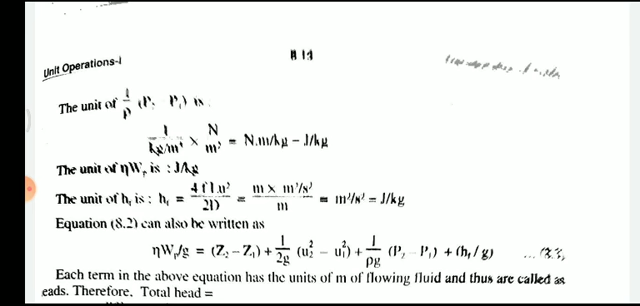 Unit Operations-I
The unit of 1/ρ (P₂ − P₁) is :
1/(kg/m³) × N/m² = N.m/kg = J/kg
The unit of ηWₚ is : J/kg
The unit of hf is : hf = 4fLu²/2D = m × m²/s²/m = m²/s² = J/kg
Equation (8.2) can also be written as
ηWₚ/g = (Z₂ − Z₁) + 1/2g (u₂² − u₁²) + 1/ρg (P₂ − P₁) + (hf / g)
Each term in the above equation has the units of m of flowing fluid and thus are called as
eads. Therefore, Total head =